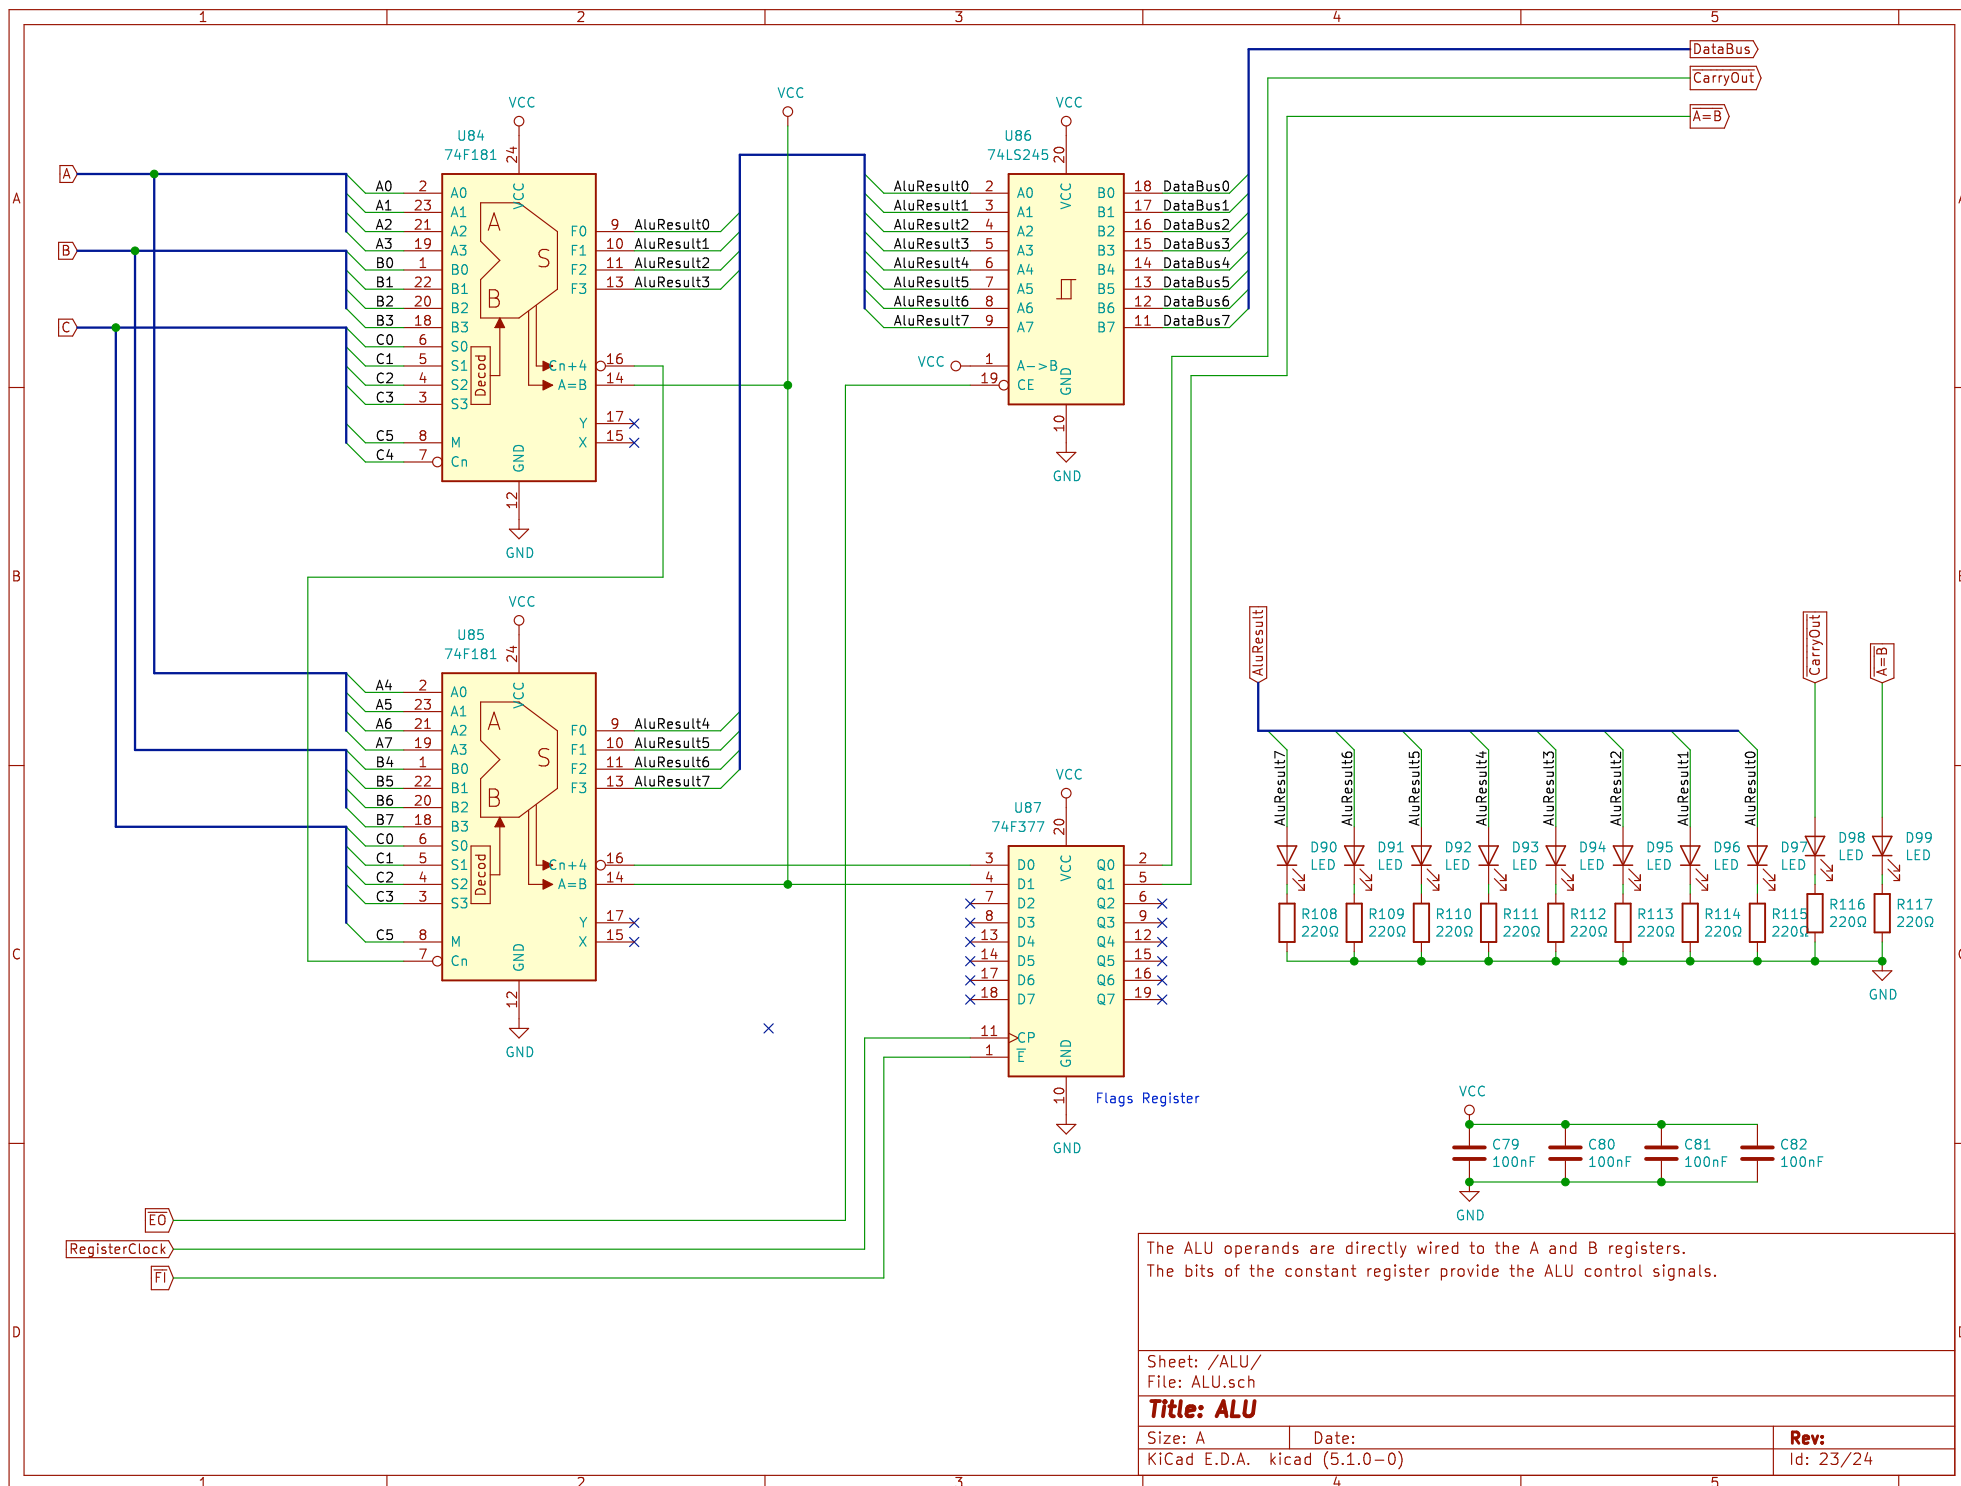 1 2 3 4 5
A
B
C
D
DataBus
CarryOut
A=B
A
B
C
VCC
U84
74F181
24
VCC
A0 2 A0
A1 23 A1
A2 21 A2
A3 19 A3
B0 1 B0
B1 22 B1
B2 20 B2
B3 18 B3
C0 6 S0
C1 5 S1
C2 4 S2
C3 3 S3
C5 8 M
C4 7 Cn
A
B
S
Decod
F0 9 AluResult0
F1 10 AluResult1
F2 11 AluResult2
F3 13 AluResult3
Cn+4 16
A=B 14
Y 17
X 15
GND
12
GND
VCC
VCC
U86
74LS245
20
VCC
AluResult0 2 A0 B0 18 DataBus0
AluResult1 3 A1 B1 17 DataBus1
AluResult2 4 A2 B2 16 DataBus2
AluResult3 5 A3 B3 15 DataBus3
AluResult4 6 A4 B4 14 DataBus4
AluResult5 7 A5 B5 13 DataBus5
AluResult6 8 A6 B6 12 DataBus6
AluResult7 9 A7 B7 11 DataBus7
VCC 1 A->B
19 CE
GND
10
GND
VCC
U85
74F181
24
VCC
A4 2 A0
A5 23 A1
A6 21 A2
A7 19 A3
B4 1 B0
B5 22 B1
B6 20 B2
B7 18 B3
C0 6 S0
C1 5 S1
C2 4 S2
C3 3 S3
C5 8 M
7 Cn
A
B
S
Decod
F0 9 AluResult4
F1 10 AluResult5
F2 11 AluResult6
F3 13 AluResult7
Cn+4 16
A=B 14
Y 17
X 15
GND
12
GND
VCC
U87
74F377
20
VCC
3 D0 Q0 2
4 D1 Q1 5
7 D2 Q2 6
8 D3 Q3 9
13 D4 Q4 12
14 D5 Q5 15
17 D6 Q6 16
18 D7 Q7 19
11 CP
1 E
GND
10
GND
Flags Register
AluResult
CarryOut
A=B
AluResult7
AluResult6
AluResult5
AluResult4
AluResult3
AluResult2
AluResult1
AluResult0
D90 D91 D92 D93 D94 D95 D96 D97 D98 D99
LED LED LED LED LED LED LED LED LED LED
R108 R109 R110 R111 R112 R113 R114 R115 R116 R117
220Ω 220Ω 220Ω 220Ω 220Ω 220Ω 220Ω 220Ω 220Ω 220Ω
GND
VCC
C79 C80 C81 C82
100nF 100nF 100nF 100nF
GND
EO
RegisterClock
FI
The ALU operands are directly wired to the A and B registers.
The bits of the constant register provide the ALU control signals.
Sheet: /ALU/
File: ALU.sch
Title: ALU
Size: A Date: Rev:
KiCad E.D.A. kicad (5.1.0-0) Id: 23/24
1 2 3 4 5